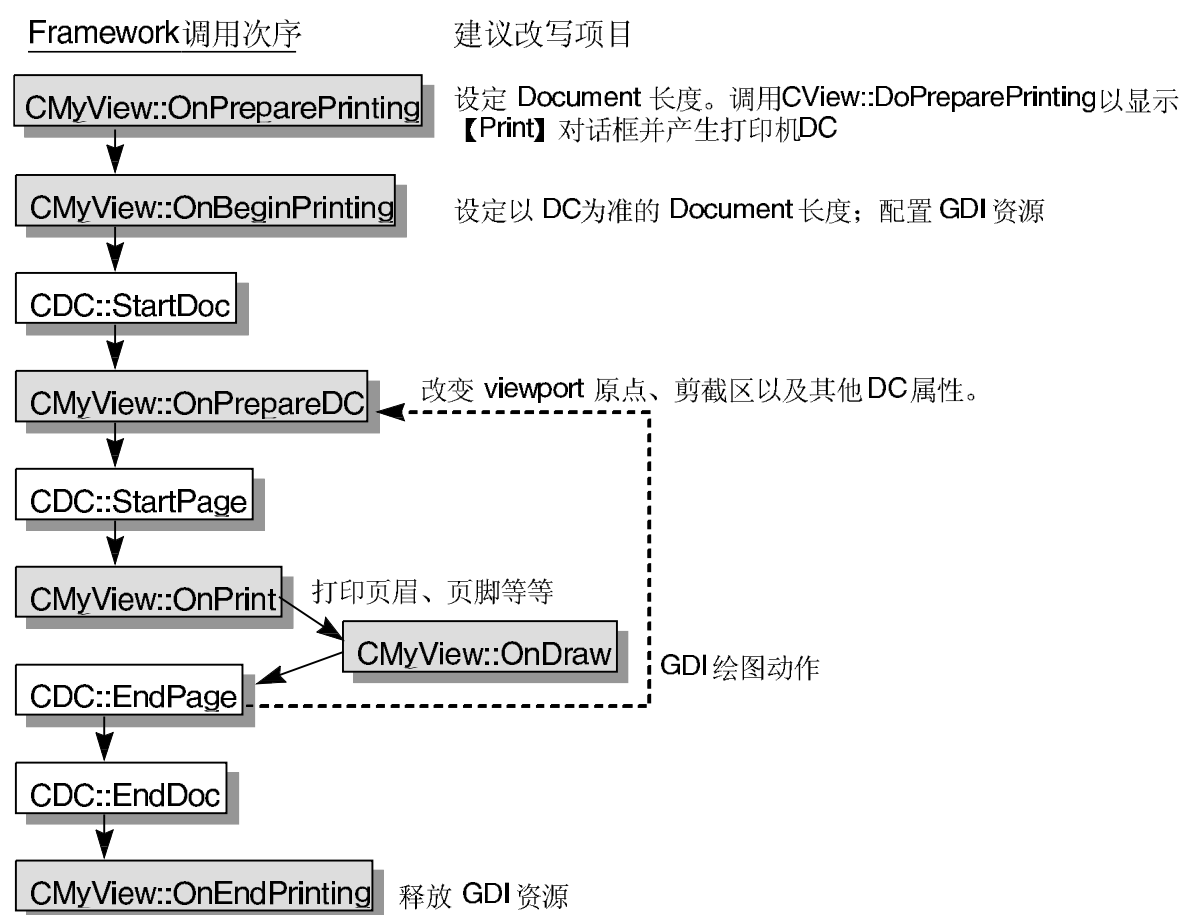 Framework调用次序
建议改写项目
CMyView::OnPreparePrinting
设定 Document 长度。调用CView::DoPreparePrinting以显示
【Print】对话框并产生打印机DC
CMyView::OnBeginPrinting
设定以 DC为准的 Document 长度；配置 GDI 资源
CDC::StartDoc
CMyView::OnPrepareDC
改变 viewport 原点、剪截区以及其他 DC 属性。
CDC::StartPage
CMyView::OnPrint
打印页眉、页脚等等
CMyView::OnDraw
GDI 绘图动作
CDC::EndPage
CDC::EndDoc
CMyView::OnEndPrinting
释放 GDI 资源